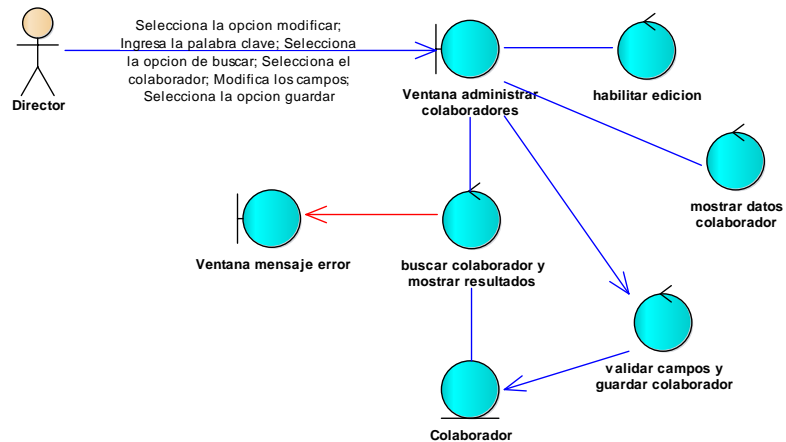 Selecciona la opcion modificar;
Ingresa la palabra clave; Selecciona
la opcion de buscar; Selecciona el
colaborador; Modifica los campos;
Selecciona la opcion guardar
Director
Ventana administrar
colaboradores
habilitar edicion
mostrar datos
colaborador
Ventana mensaje error
buscar colaborador y
mostrar resultados
validar campos y
guardar colaborador
Colaborador